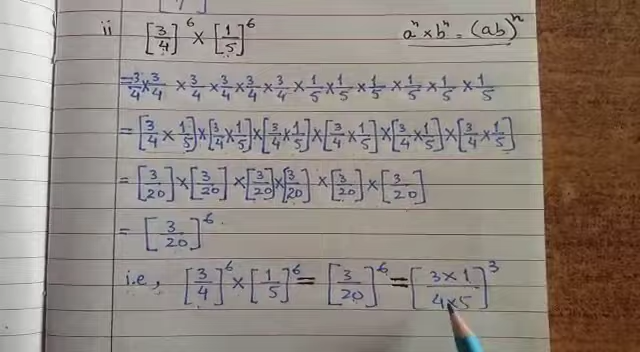 ii [3/4]^6 × [1/5]^6 a^n × b^n = (ab)^n
= 3/4 × 3/4 × 3/4 × 3/4 × 3/4 × 3/4 × 1/5 × 1/5 × 1/5 × 1/5 × 1/5 × 1/5
= [3/4 × 1/5] × [3/4 × 1/5] × [3/4 × 1/5] × [3/4 × 1/5] × [3/4 × 1/5] × [3/4 × 1/5]
= [3/20] × [3/20] × [3/20] × [3/20] × [3/20] × [3/20]
= [3/20]^6
i.e, [3/4]^6 × [1/5]^6 = [3/20]^6 = [3×1/4×5]^3